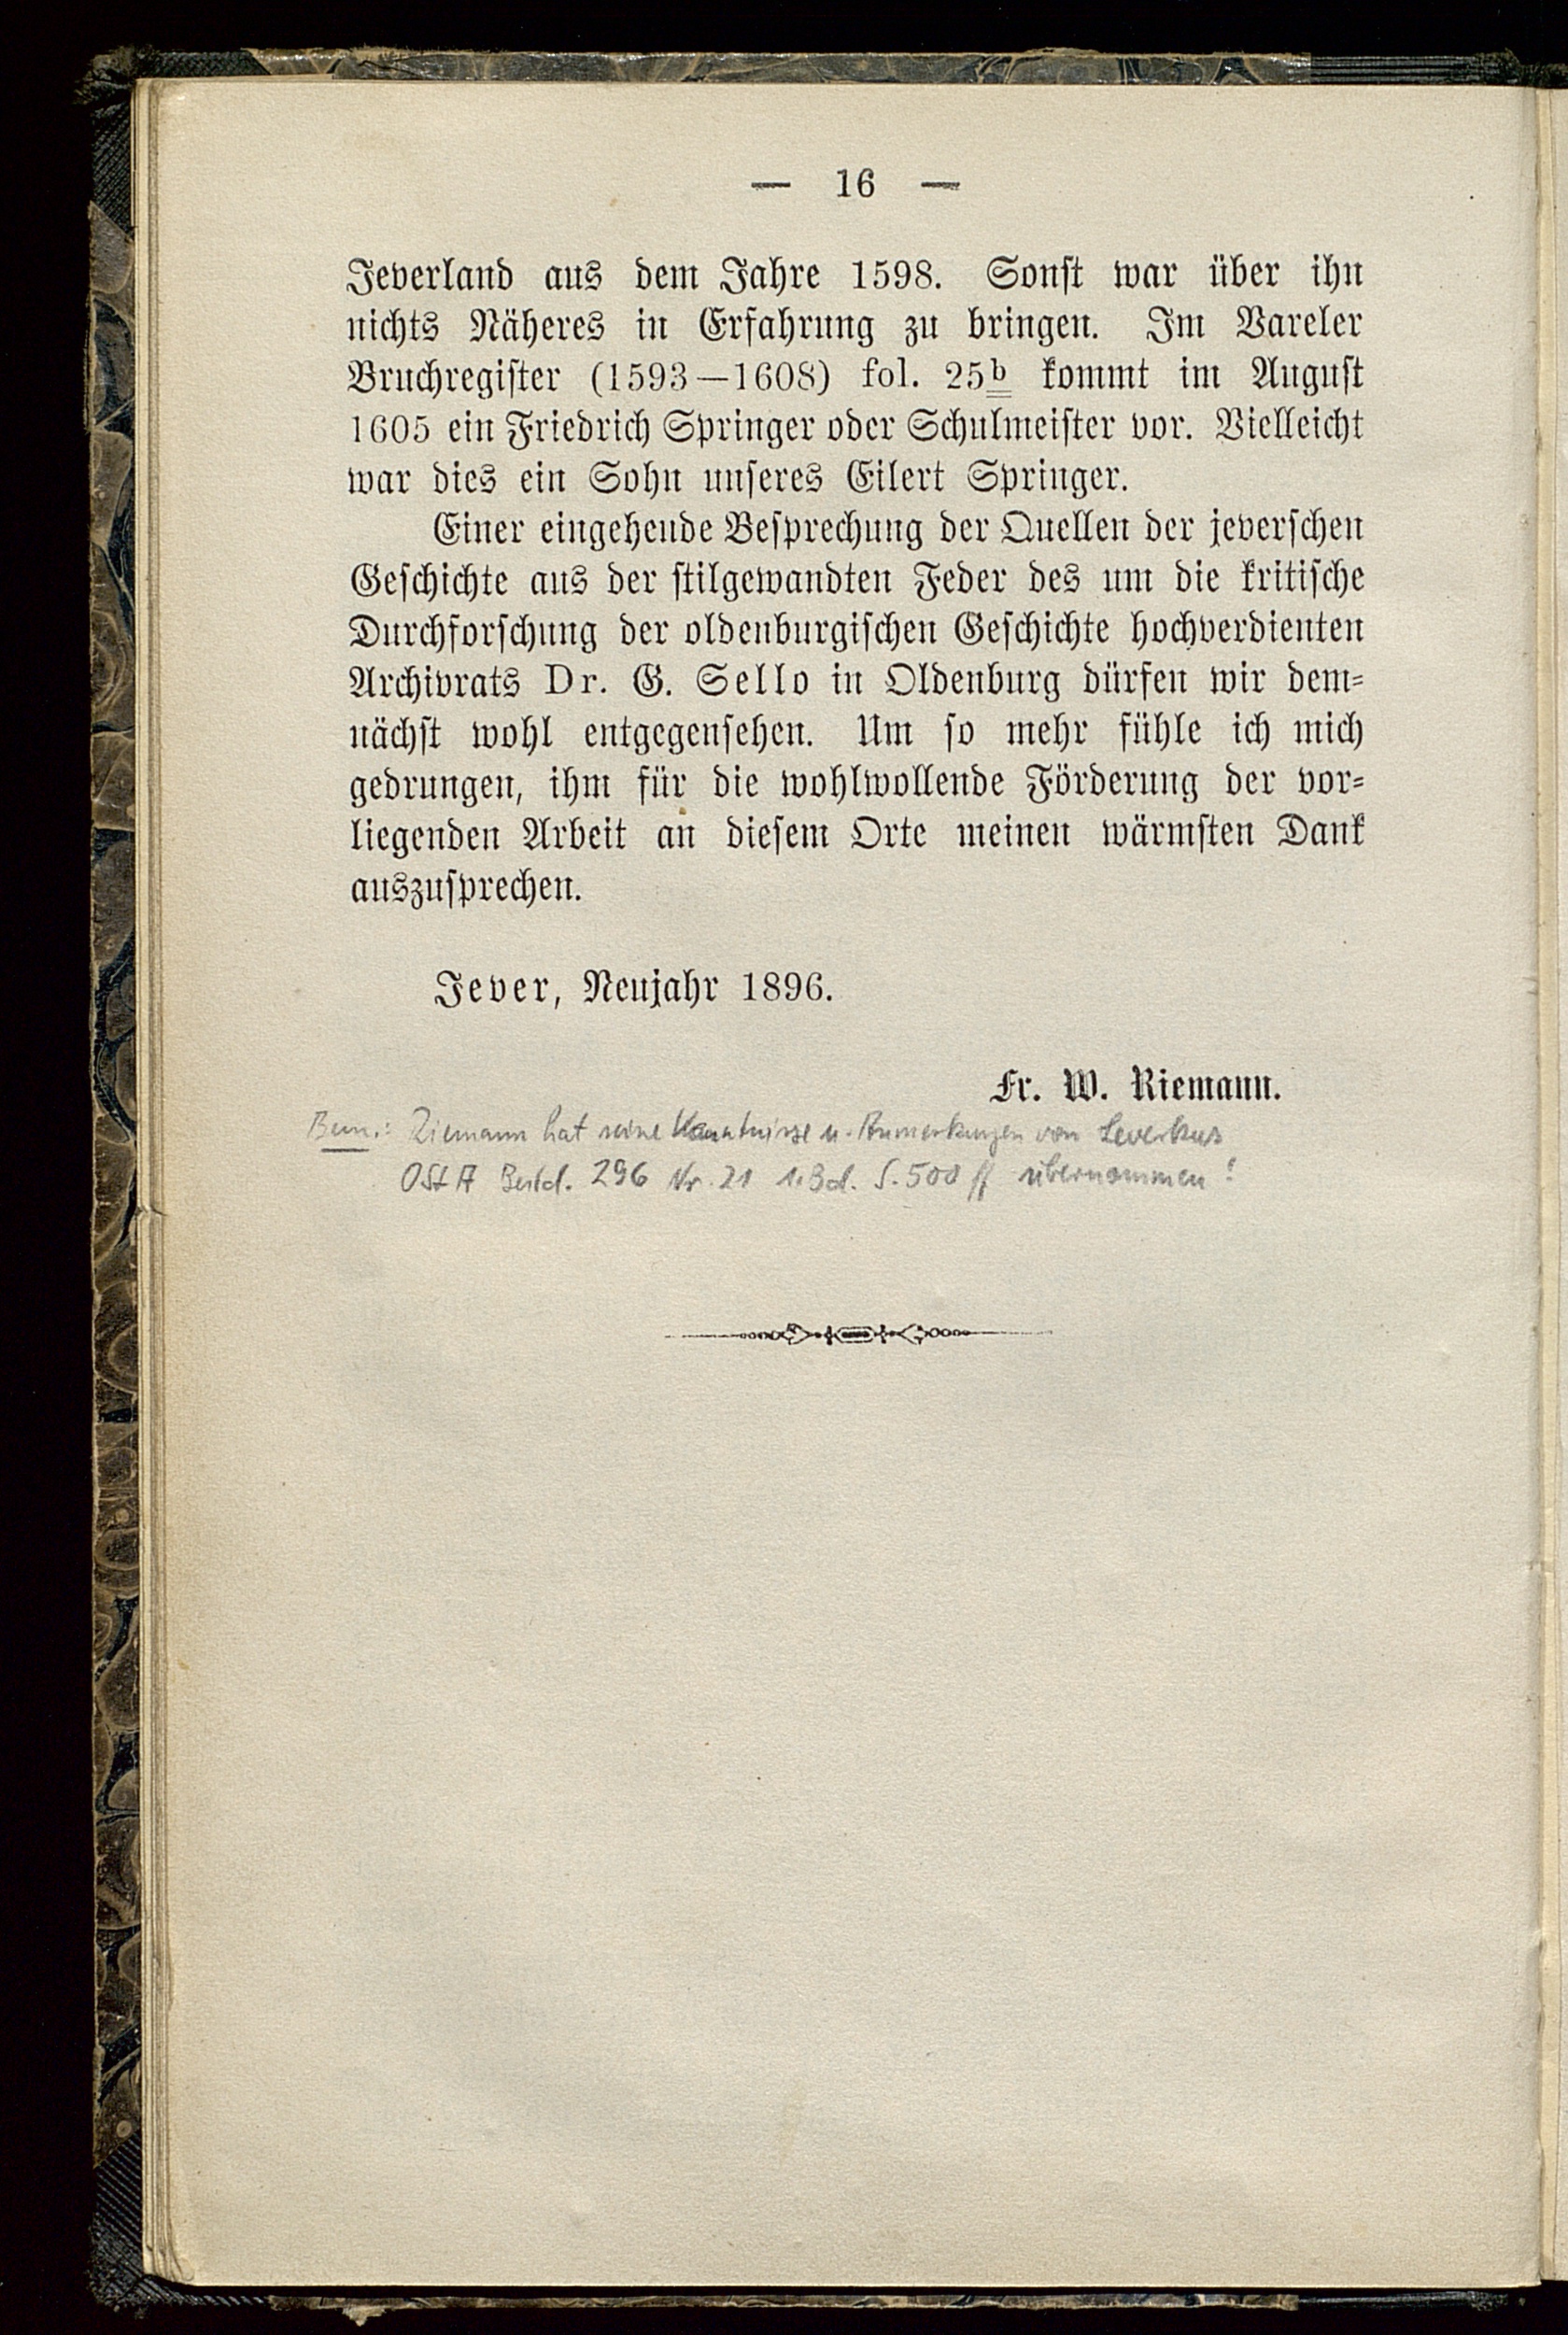 — 16 —
Jeverland aus dem Jahre 1598. Sonst war über ihn
nichts Näheres in Erfahrung zu bringen. Im Vareler
Bruchregister (1593—1608) fol. 25b kommt im August
1605 ein Friedrich Springer oder Schulmeister vor. Vielleicht
war dies ein Sohn unseres Eilert Springer.
Einer eingehende Besprechung der Quellen der jeverschen
Geschichte aus der stilgewandten Feder des um die kritische
Durchforschung der oldenburgischen Geschichte hochverdienten
Archivrats Dr. G. Sello in Oldenburg dürfen wir dem-
nächst wohl entgegensehen. Um so mehr fühle ich mich
gedrungen, ihm für die wohlwollende Förderung der vor-
liegenden Arbeit an diesem Orte meinen wärmsten Dank
auszusprechen.
Jever, Neujahr 1896.
Fr. W. Riemann.
Bem.: Riemann hat seine Kenntnisse u. Anmerkungen von Leverkus
OStA Bestd. 296 Nr. 21 1. Bd. S. 500 ff übernommen!